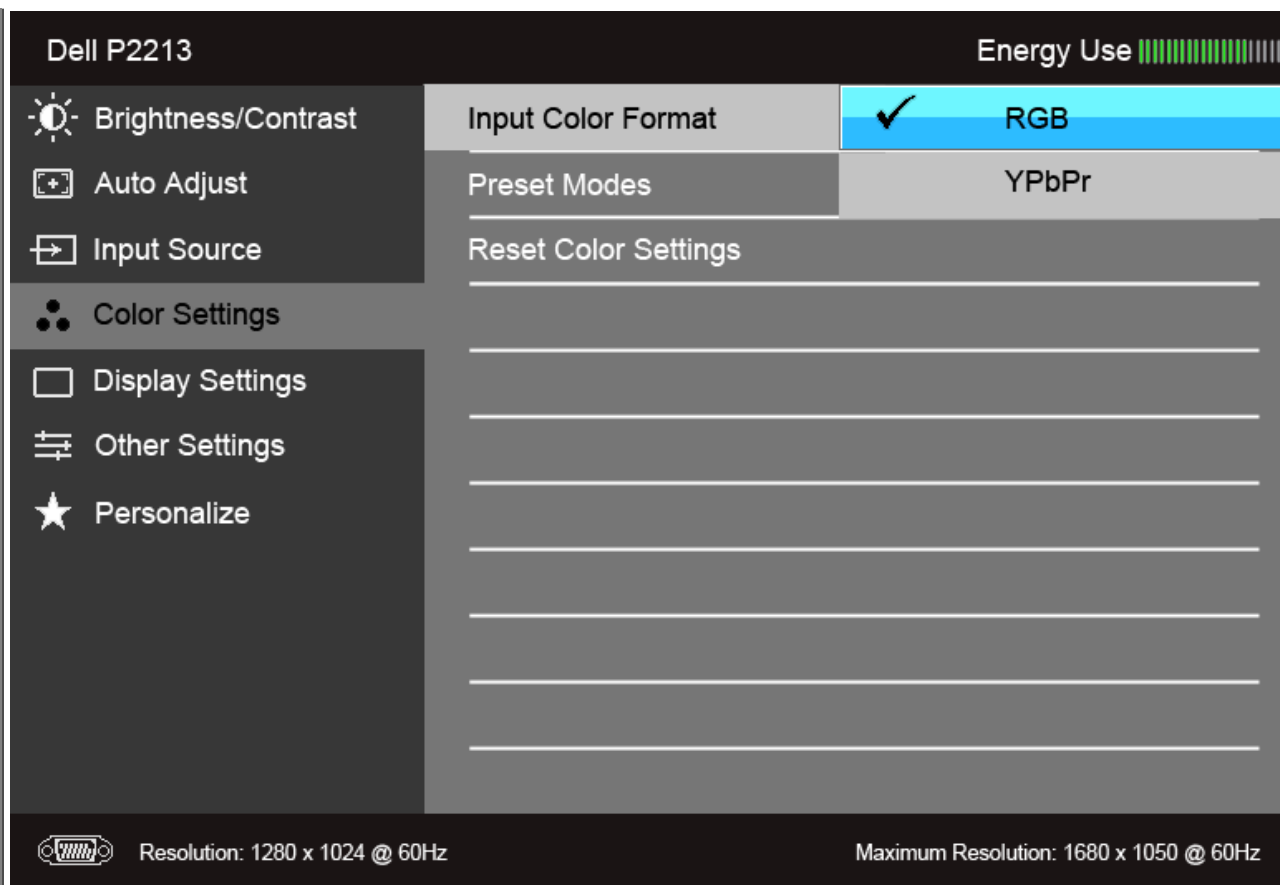 Dell P2213 Energy Use
Brightness/Contrast Input Color Format RGB
Auto Adjust Preset Modes YPbPr
Input Source Reset Color Settings
Color Settings
Display Settings
Other Settings
Personalize
Resolution: 1280 x 1024 @ 60Hz Maximum Resolution: 1680 x 1050 @ 60Hz